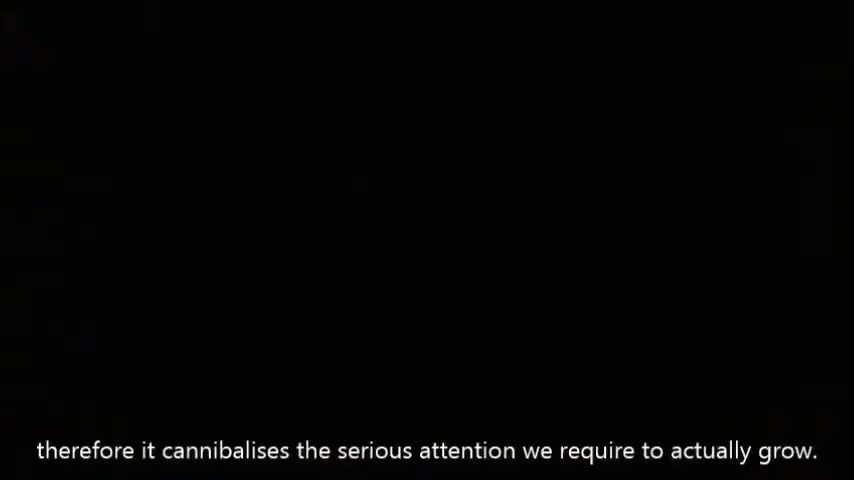 therefore it cannibalises the serious attention we require to actually grow.